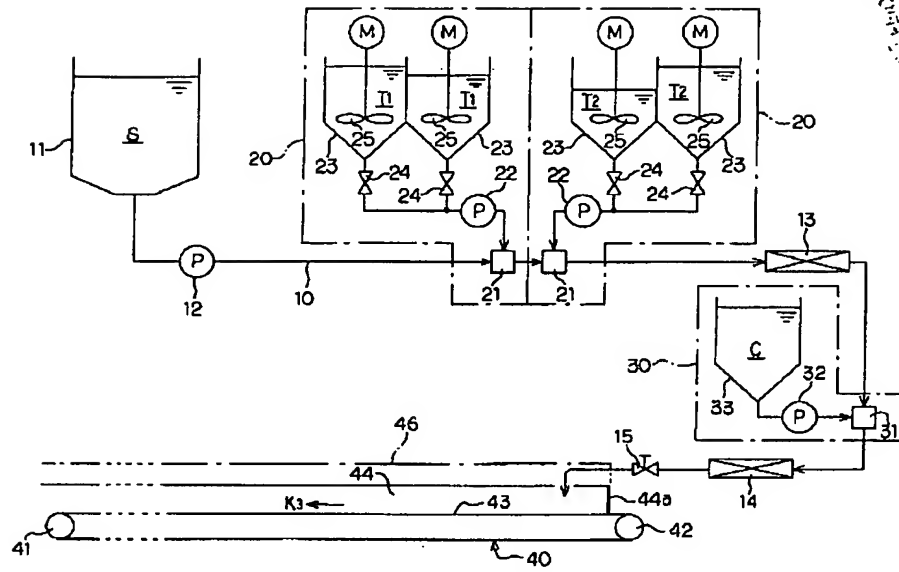 M M M M
11 S
20 T1 T1 T2 T2 20
23 25 25 23 23 25 25 23
24 24 24 24
22 P P 22
P 12 10 21 21 13
30 C 33 P 32 31
46 15 14
44 44a
K3 43
41 40 42